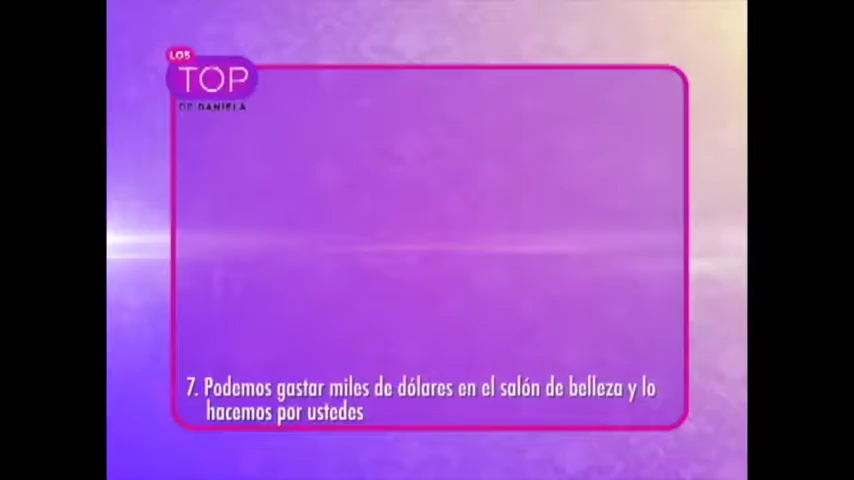 LOS
TOP
DE DANIELA
7. Podemos gastar miles de dólares en el salón de belleza y lo
hacemos por ustedes